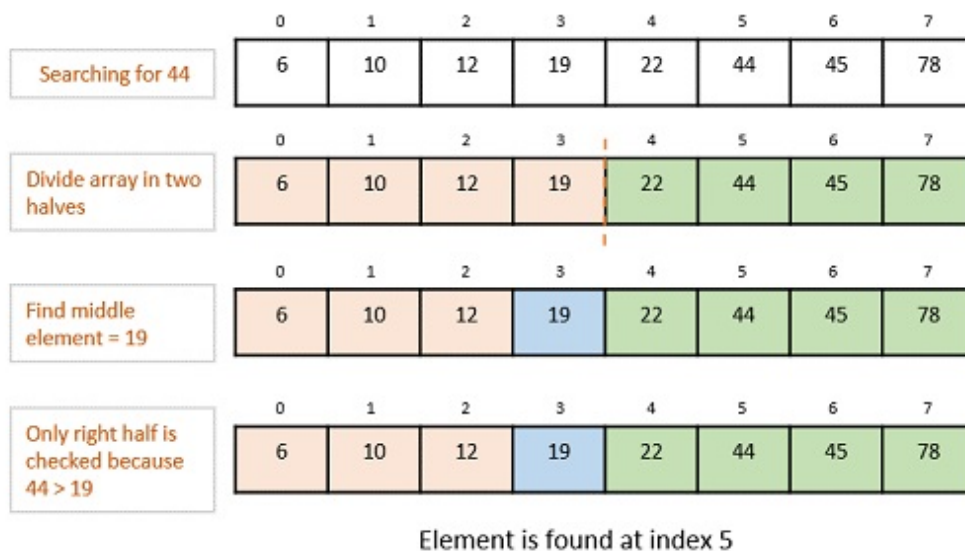 0 1 2 3 4 5 6 7
Searching for 44
6 10 12 19 22 44 45 78
0 1 2 3 4 5 6 7
Divide array in two
halves
6 10 12 19 22 44 45 78
0 1 2 3 4 5 6 7
Find middle
element = 19
6 10 12 19 22 44 45 78
0 1 2 3 4 5 6 7
Only right half is
checked because
44 > 19
6 10 12 19 22 44 45 78
Element is found at index 5